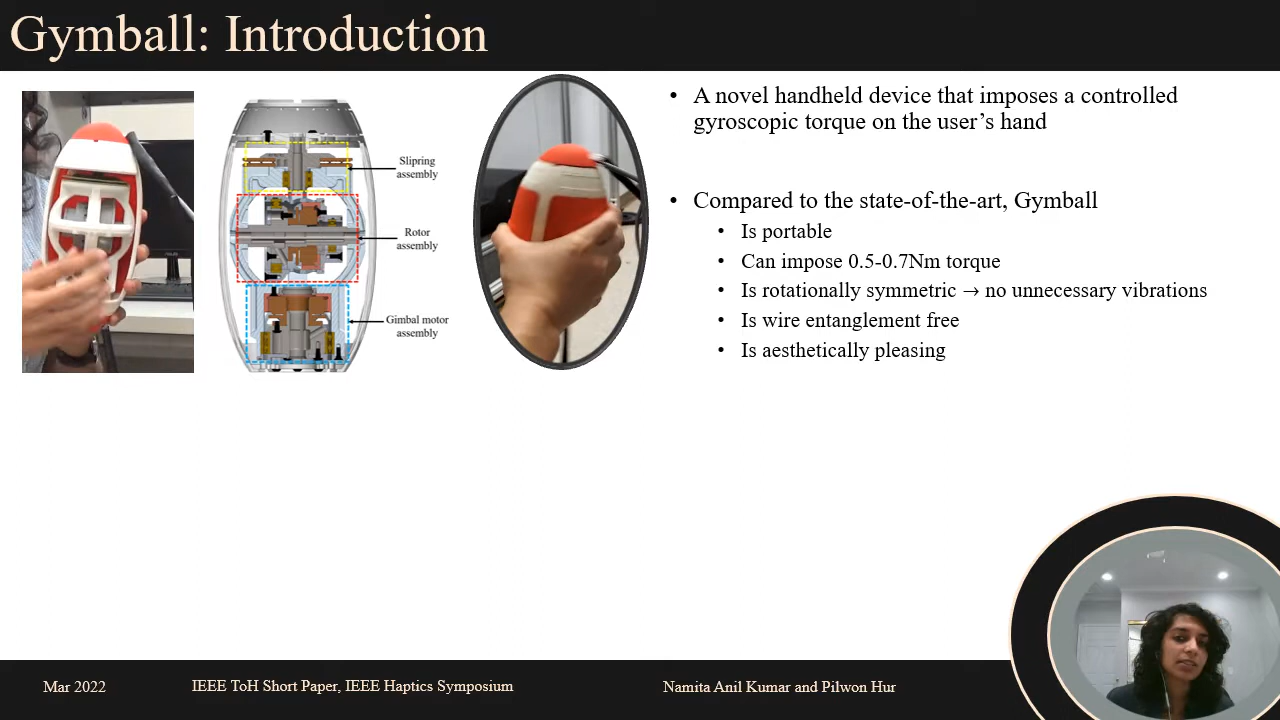 Gymball: Introduction
Slipring
assembly
Rotor
assembly
Gimbal motor
assembly
• A novel handheld device that imposes a controlled
gyroscopic torque on the user’s hand
• Compared to the state-of-the-art, Gymball
• Is portable
• Can impose 0.5-0.7Nm torque
• Is rotationally symmetric → no unnecessary vibrations
• Is wire entanglement free
• Is aesthetically pleasing
Mar 2022
IEEE ToH Short Paper, IEEE Haptics Symposium
Namita Anil Kumar and Pilwon Hur